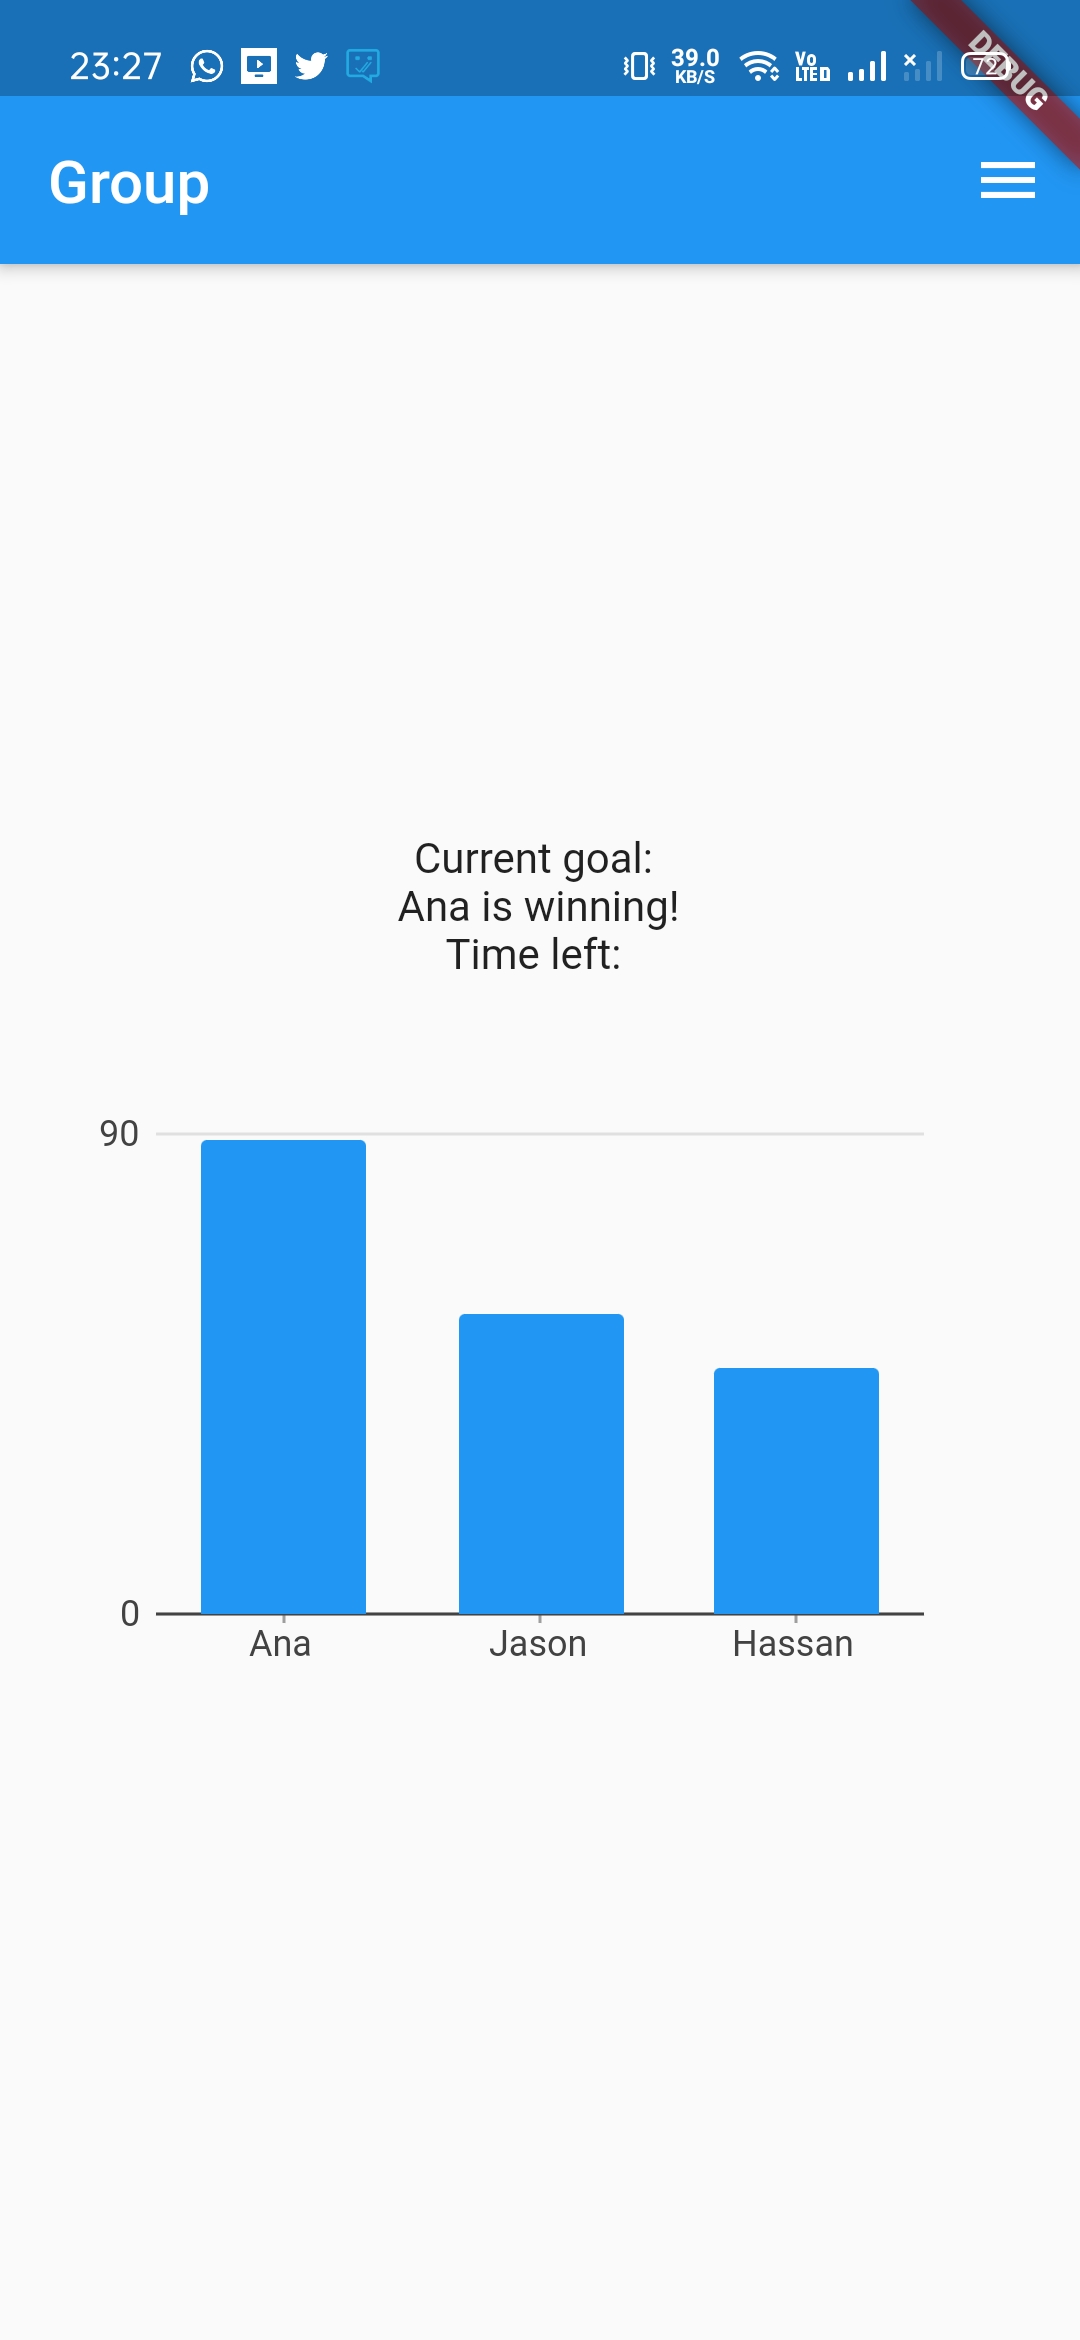 23:27 39.0 KB/S Vo LTE 72
DEBUG
Group
Current goal:
Ana is winning!
Time left:
90
0
Ana Jason Hassan